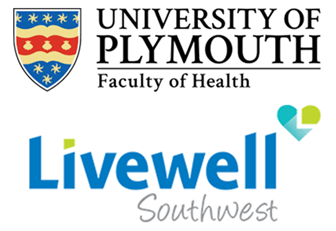 UNIVERSITY OF
PLYMOUTH
Faculty of Health
Livewell
Southwest